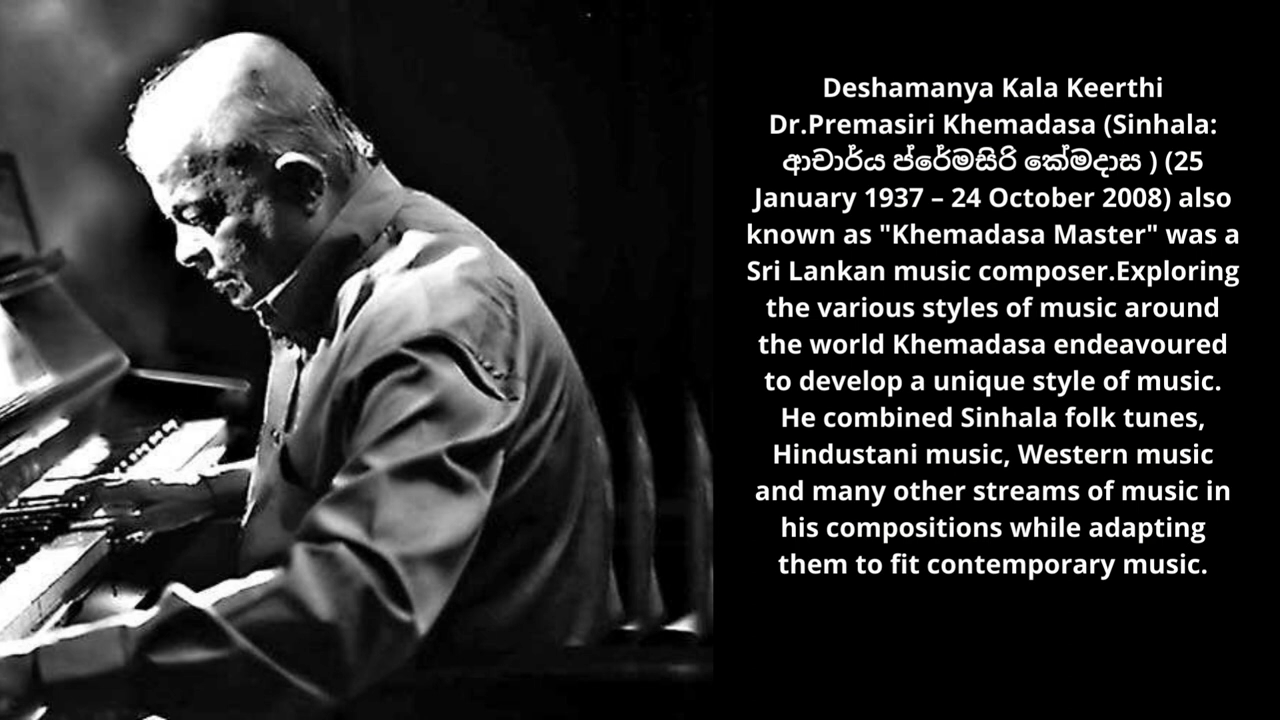 Deshamanya Kala Keerthi
Dr.Premasiri Khemadasa (Sinhala:
ආචාර්ය ප්රේමසිරි කේමදාස ) (25
January 1937 – 24 October 2008) also
known as "Khemadasa Master" was a
Sri Lankan music composer.Exploring
the various styles of music around
the world Khemadasa endeavoured
to develop a unique style of music.
He combined Sinhala folk tunes,
Hindustani music, Western music
and many other streams of music in
his compositions while adapting
them to fit contemporary music.